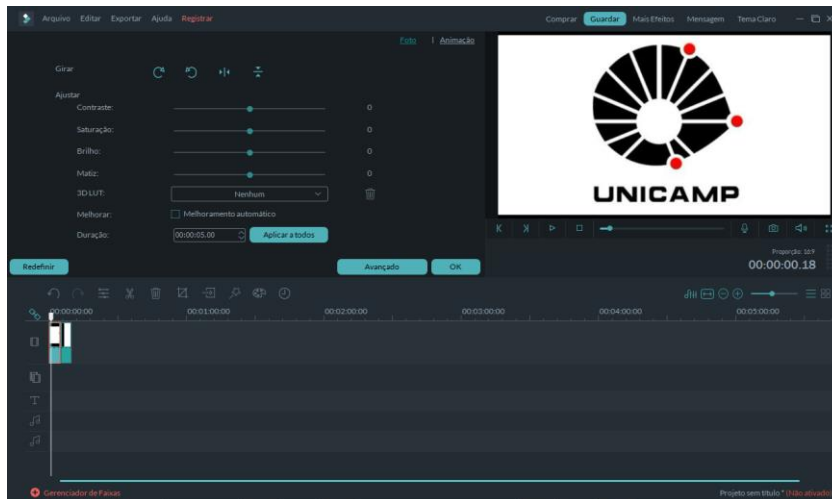 Arquivo Editar Exportar Ajuda Registrar
Comprar Guardar Mais Efeitos Mensagem Tema Claro
Foto | Animação
Girar
Ajustar
Contraste: 0
Saturação: 0
Brilho: 0
Matiz: 0
3D LUT: Nenhum
Melhorar: Melhoramento automático
Duração: 00:00:05.00 Aplicar a todos
Redefinir Avançado OK
UNICAMP
Proporção: 16:9
00:00:00.18
00:00:00:00 00:01:00:00 00:02:00:00 00:03:00:00 00:04:00:00 00:05:00:00
Gerenciador de Faixas
Projeto sem título * (Não ativado)